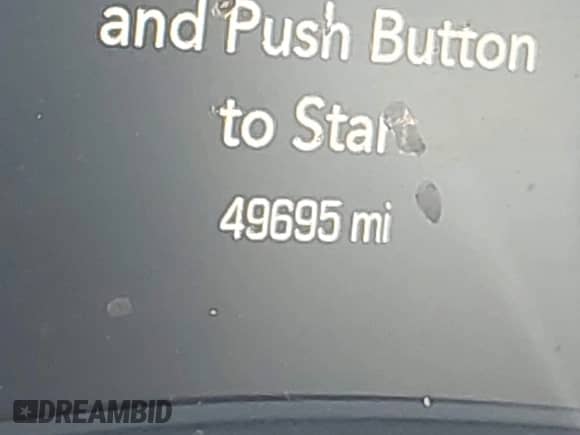 and Push Button
to Start
49695 mi
DREAMBID